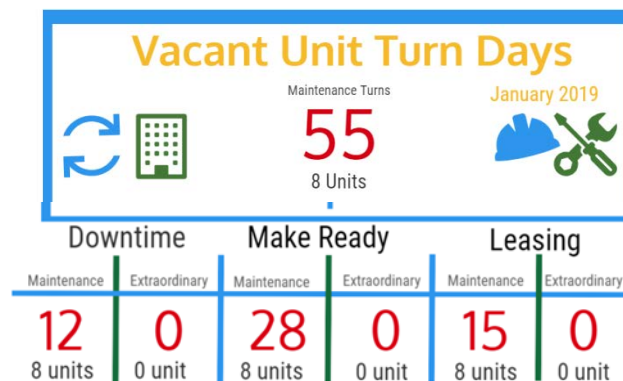 Vacant Unit Turn Days
Maintenance Turns
January 2019
55
8 Units
Downtime Make Ready Leasing
Maintenance Extraordinary Maintenance Extraordinary Maintenance Extraordinary
12 0 28 0 15 0
8 units 0 unit 8 units 0 unit 8 units 0 unit